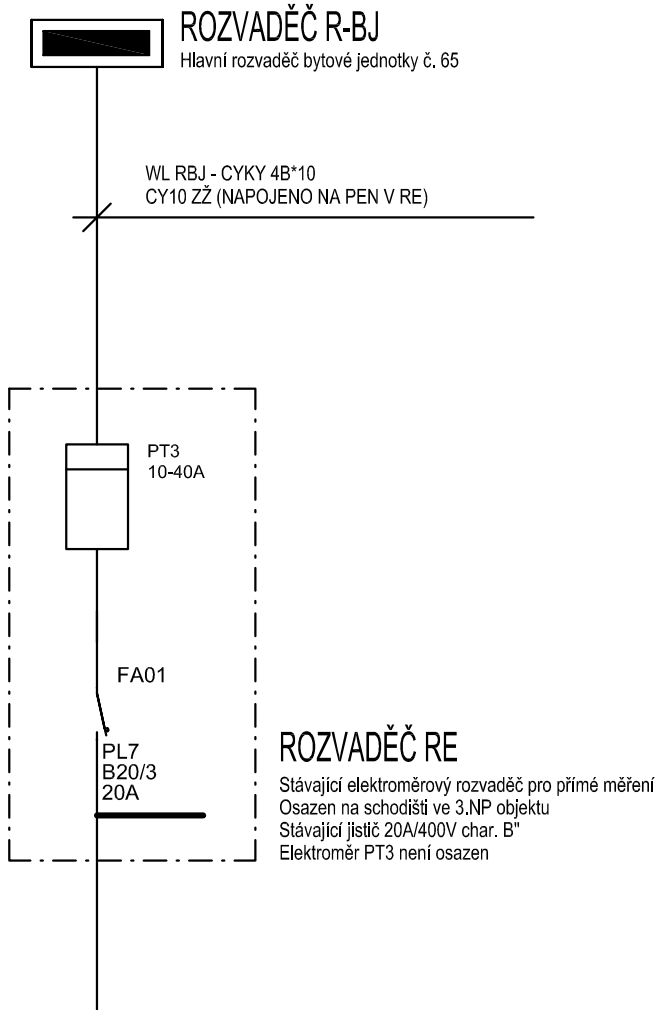 ROZVADĚČ R-BJ
Hlavní rozvaděč bytové jednotky č. 65
WL RBJ - CYKY 4B*10
CY10 ZŽ (NAPOJENO NA PEN V RE)
PT3
10-40A
FA01
PL7
B20/3
20A
ROZVADĚČ RE
Stávající elektroměrový rozvaděč pro přímé měření
Osazen na schodišti ve 3.NP objektu
Stávající jistič 20A/400V char. B"
Elektroměr PT3 není osazen